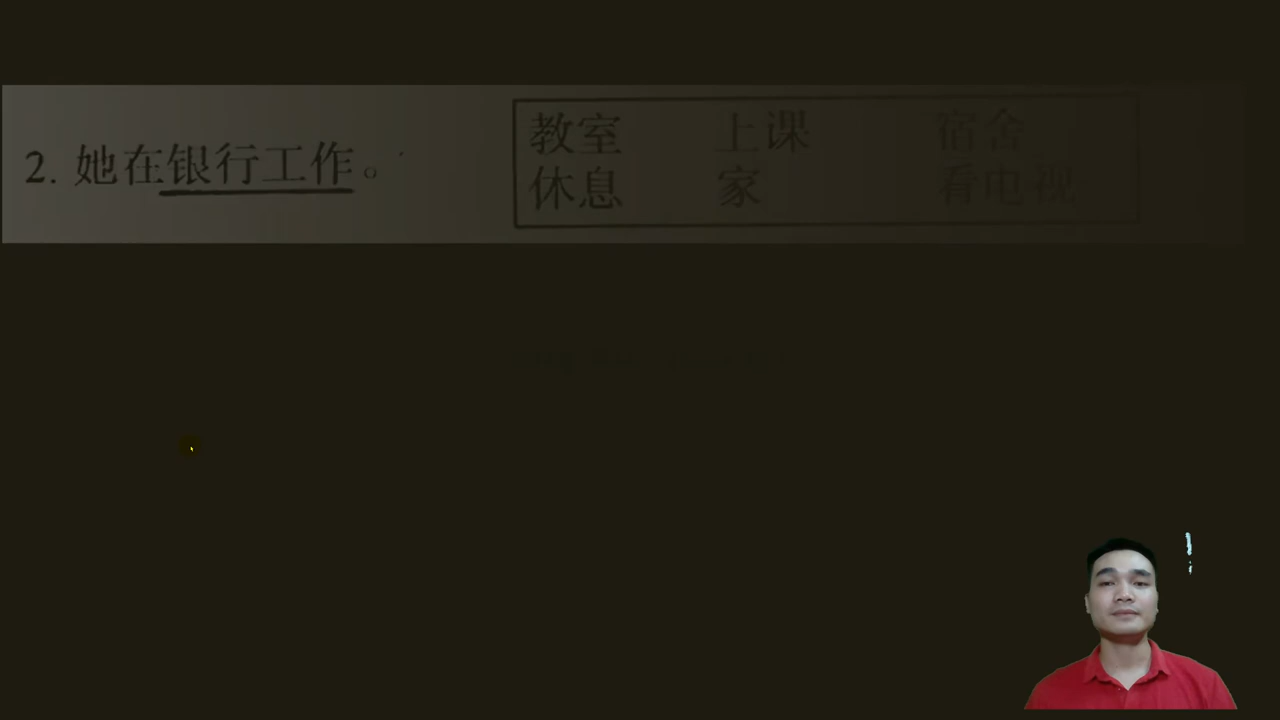 2. 她在银行工作。
教室 上课 宿舍
休息 家 看电视